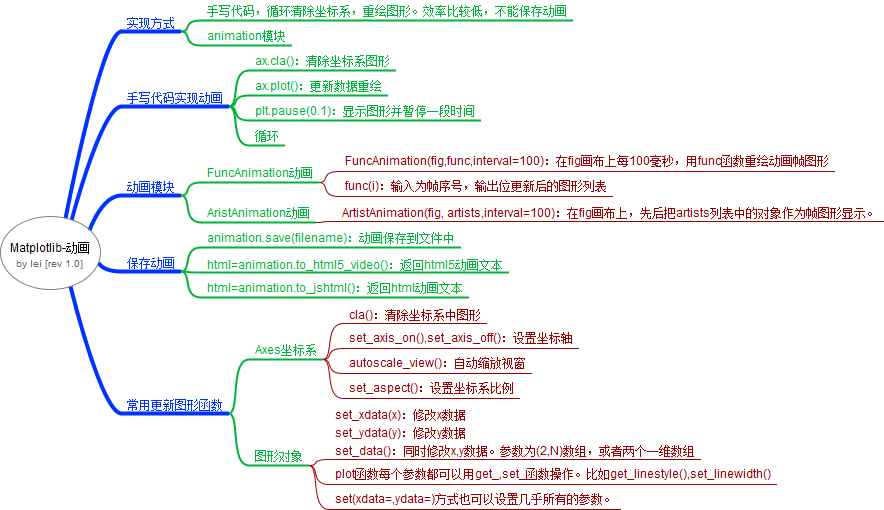 Matplotlib-动画
by lei [rev 1.0]
实现方式
手写代码，循环清除坐标系，重绘图形。效率比较低，不能保存动画
animation模块
手写代码实现动画
ax.cla()：清除坐标系图形
ax.plot()：更新数据重绘
plt.pause(0.1)：显示图形并暂停一段时间
循环
动画模块
FuncAnimation动画
FuncAnimation(fig,func,interval=100)：在fig画布上每100毫秒，用func函数重绘动画帧图形
func(i)：输入为帧序号，输出位更新后的图形列表
AristAnimation动画
ArtistAnimation(fig, artists,interval=100)：在fig画布上，先后把artists列表中的对象作为帧图形显示。
保存动画
animation.save(filename)：动画保存到文件中
html=animation.to_html5_video()：返回html5动画文本
html=animation.to_jshtml()：返回html动画文本
常用更新图形函数
Axes坐标系
cla()：清除坐标系中图形
set_axis_on(),set_axis_off()：设置坐标轴
autoscale_view()：自动缩放视窗
set_aspect()：设置坐标系比例
图形对象
set_xdata(x)：修改x数据
set_ydata(y)：修改y数据
set_data()：同时修改x,y数据。参数为(2,N)数组，或者两个一维数组
plot函数每个参数都可以用get_,set_函数操作。比如get_linestyle(),set_linewidth()
set(xdata=,ydata=)方式也可以设置几乎所有的参数。